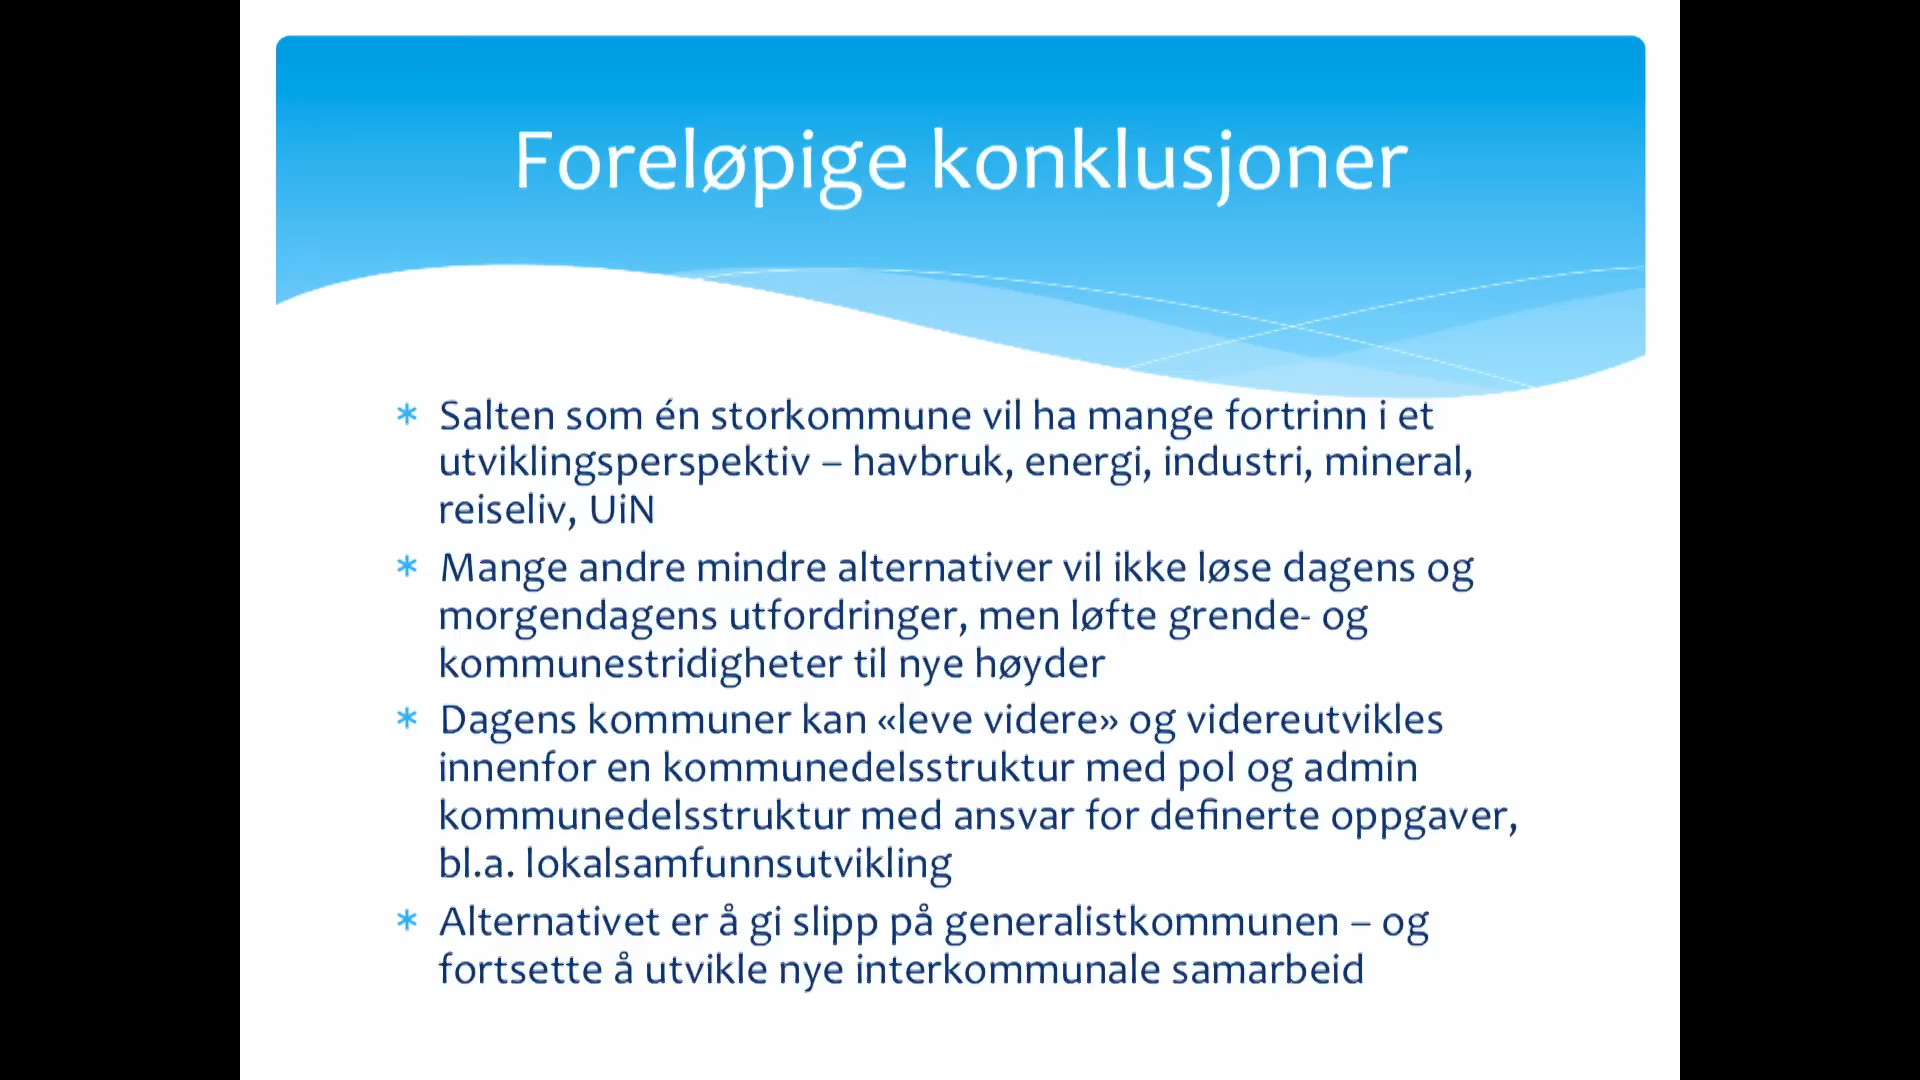 Foreløpige konklusjoner
* Salten som én storkommune vil ha mange fortrinn i et
utviklingsperspektiv – havbruk, energi, industri, mineral,
reiseliv, UiN
* Mange andre mindre alternativer vil ikke løse dagens og
morgendagens utfordringer, men løfte grende- og
kommunestridigheter til nye høyder
* Dagens kommuner kan «leve videre» og videreutvikles
innenfor en kommunedelsstruktur med pol og admin
kommunedelsstruktur med ansvar for definerte oppgaver,
bl.a. lokalsamfunnsutvikling
* Alternativet er å gi slipp på generalistkommunen – og
fortsette å utvikle nye interkommunale samarbeid